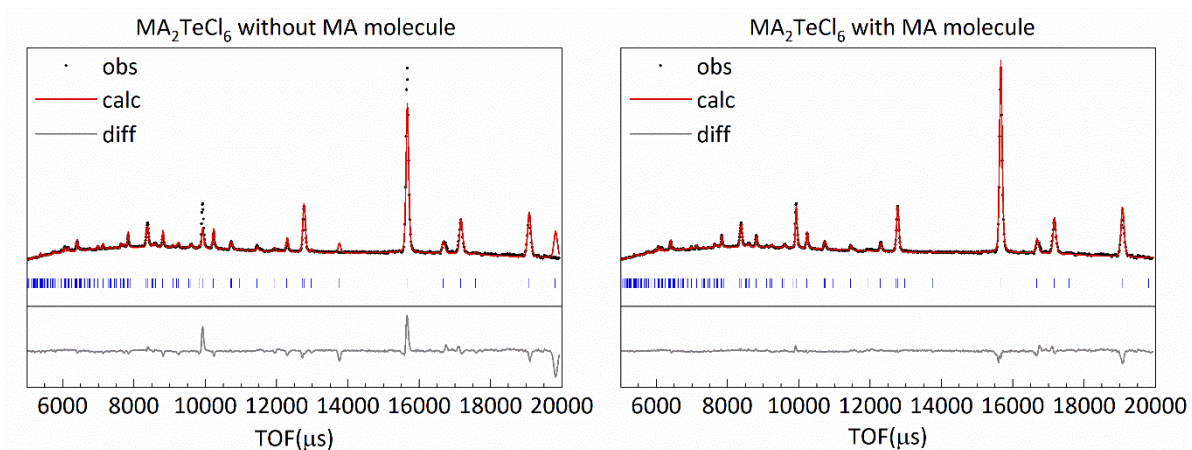 MA₂TeCl₆ without MA molecule
obs
calc
diff
6000 8000 10000 12000 14000 16000 18000 20000
TOF(μs)
MA₂TeCl₆ with MA molecule
obs
calc
diff
6000 8000 10000 12000 14000 16000 18000 20000
TOF(μs)